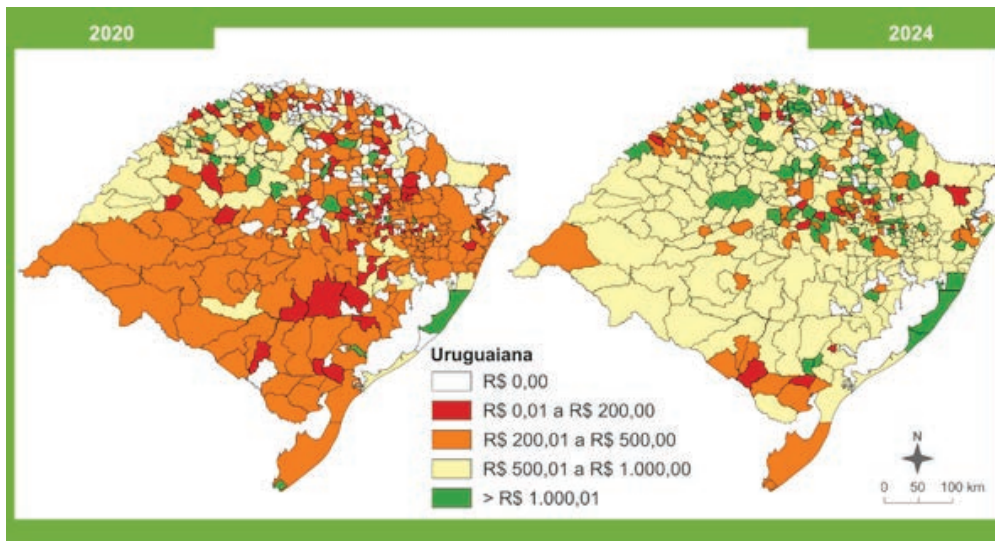 2020
2024
Uruguaiana
R$ 0,00
R$ 0,01 a R$ 200,00
R$ 200,01 a R$ 500,00
R$ 500,01 a R$ 1.000,00
> R$ 1.000,01
N
0 50 100 km